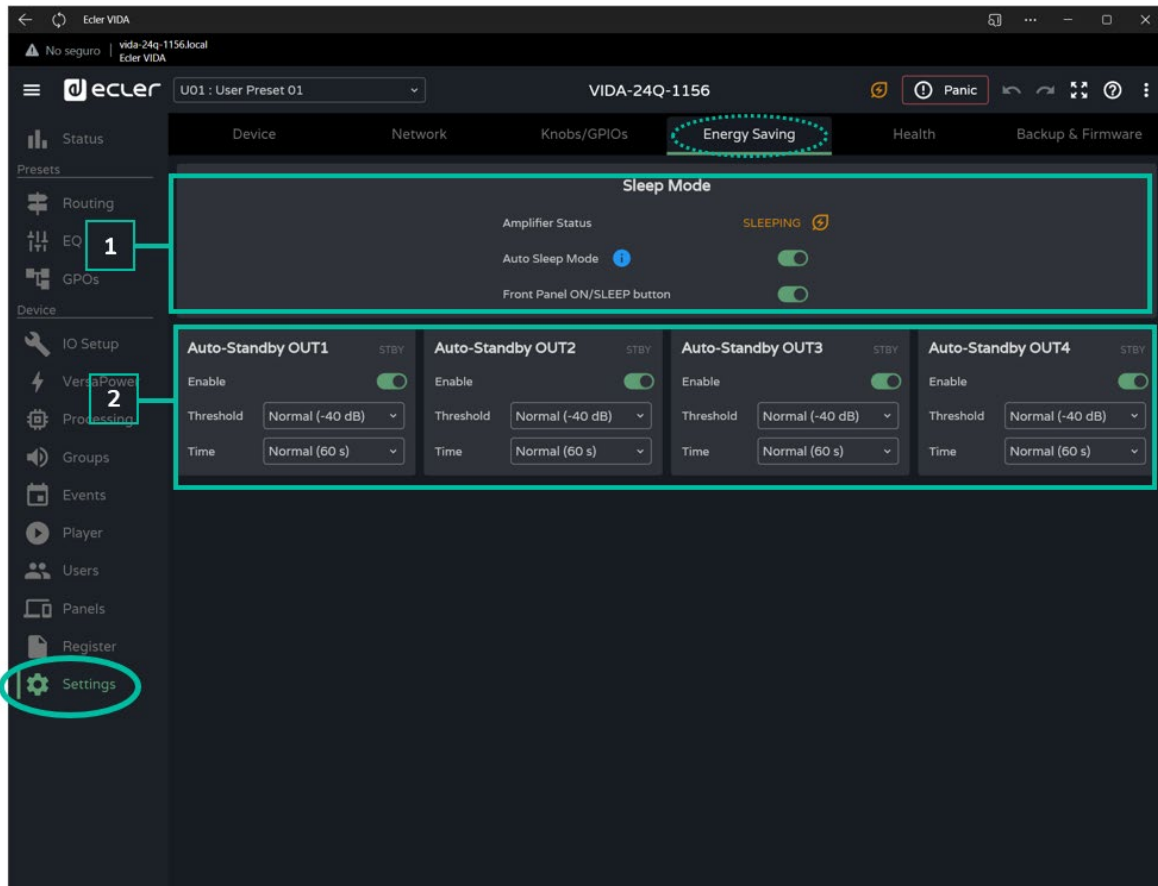 Ecler VIDA
No seguro
vida-24q-1156.local
Ecler VIDA
ecler
U01 : User Preset 01
VIDA-24Q-1156
Panic
Status
Device
Network
Knobs/GPIOs
Energy Saving
Health
Backup & Firmware
Presets
Routing
EQ
GPOs
Device
IO Setup
VersaPower
Processing
Groups
Events
Player
Users
Panels
Register
Settings
1
Sleep Mode
Amplifier Status SLEEPING
Auto Sleep Mode
Front Panel ON/SLEEP button
2
Auto-Standby OUT1 STBY
Enable
Threshold Normal (-40 dB)
Time Normal (60 s)
Auto-Standby OUT2 STBY
Enable
Threshold Normal (-40 dB)
Time Normal (60 s)
Auto-Standby OUT3 STBY
Enable
Threshold Normal (-40 dB)
Time Normal (60 s)
Auto-Standby OUT4 STBY
Enable
Threshold Normal (-40 dB)
Time Normal (60 s)